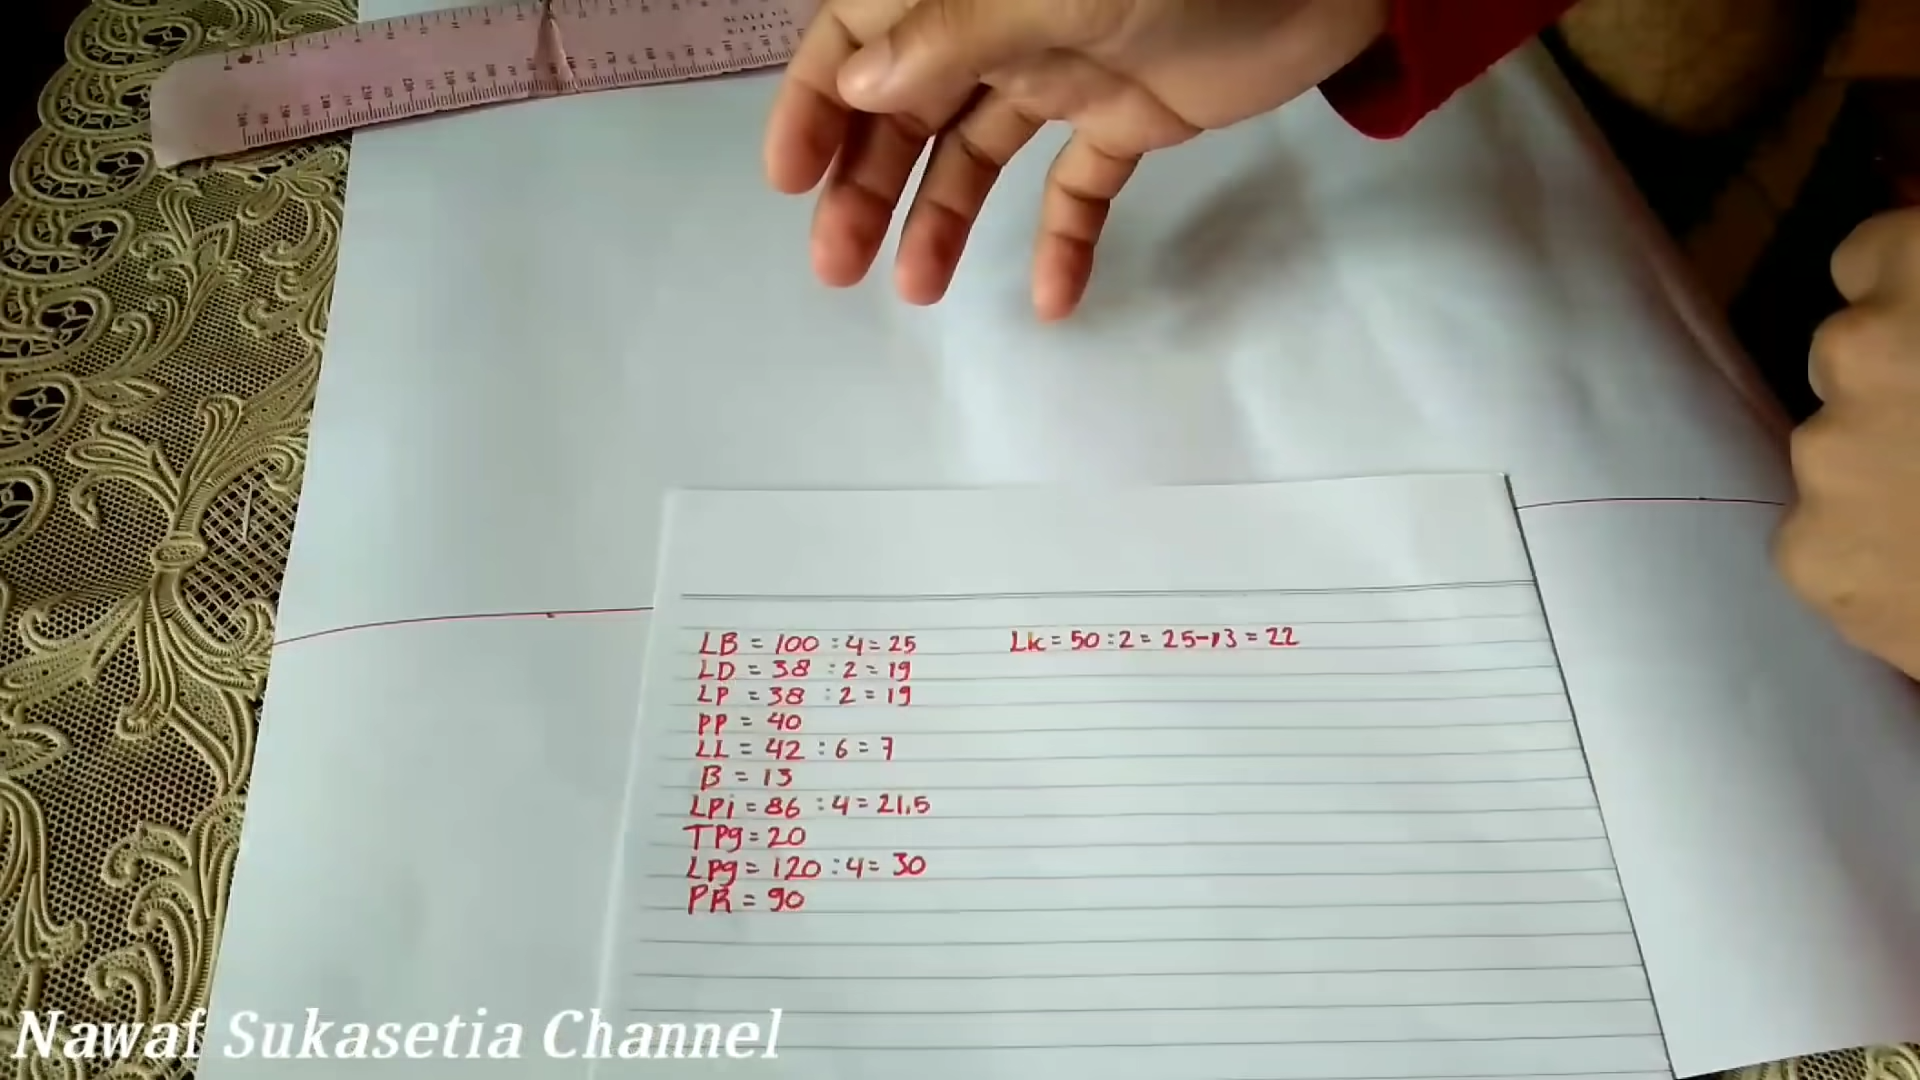 LB = 100 : 4 = 25
LD = 38 : 2 = 19
LP = 38 : 2 = 19
PP = 40
LL = 42 : 6 = 7
B = 13
LPi = 86 : 4 = 21,5
TPg = 20
LPg = 120 : 4 = 30
PR = 90
Lk = 50 : 2 = 25-13 = 22
Nawaf Sukasetia Channel